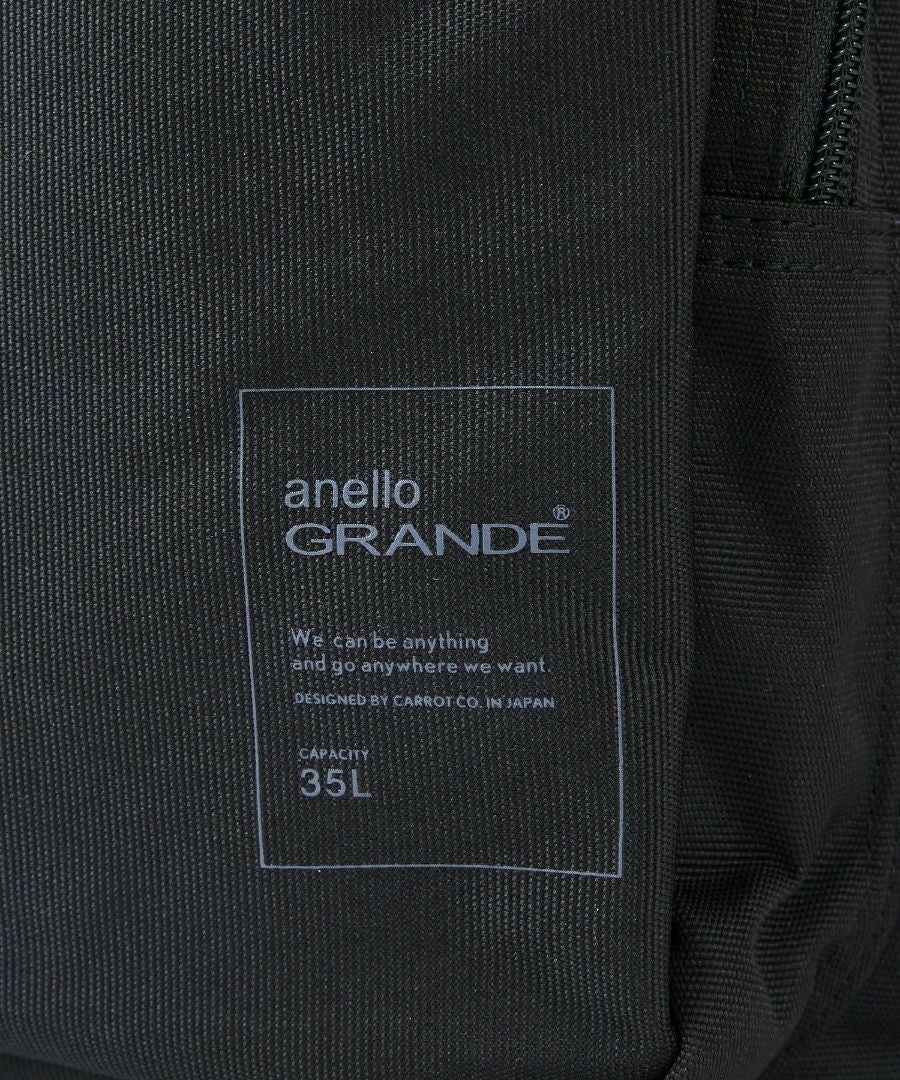 anello
GRANDE®
We can be anything
and go anywhere we want.
DESIGNED BY CARROT CO. IN JAPAN
CAPACITY
35L